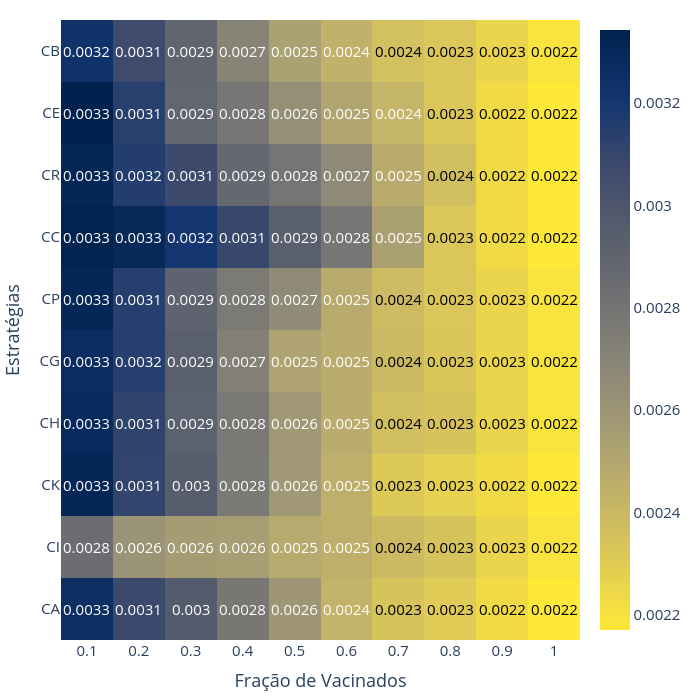 CB 0.0032 0.0031 0.0029 0.0027 0.0025 0.0024 0.0024 0.0023 0.0023 0.0022
CE 0.0033 0.0031 0.0029 0.0028 0.0026 0.0025 0.0024 0.0023 0.0022 0.0022
CR 0.0033 0.0032 0.0031 0.0029 0.0028 0.0027 0.0025 0.0024 0.0022 0.0022
CC 0.0033 0.0033 0.0032 0.0031 0.0029 0.0028 0.0025 0.0023 0.0022 0.0022
CP 0.0033 0.0031 0.0029 0.0028 0.0027 0.0025 0.0024 0.0023 0.0023 0.0022
CG 0.0033 0.0032 0.0029 0.0027 0.0025 0.0025 0.0024 0.0023 0.0023 0.0022
CH 0.0033 0.0031 0.0029 0.0028 0.0026 0.0025 0.0024 0.0023 0.0023 0.0022
CK 0.0033 0.0031 0.003 0.0028 0.0026 0.0025 0.0023 0.0023 0.0022 0.0022
CI 0.0028 0.0026 0.0026 0.0026 0.0025 0.0025 0.0024 0.0023 0.0023 0.0022
CA 0.0033 0.0031 0.003 0.0028 0.0026 0.0024 0.0023 0.0023 0.0022 0.0022
0.1 0.2 0.3 0.4 0.5 0.6 0.7 0.8 0.9 1
Fração de Vacinados
Estratégias
0.0032
0.003
0.0028
0.0026
0.0024
0.0022